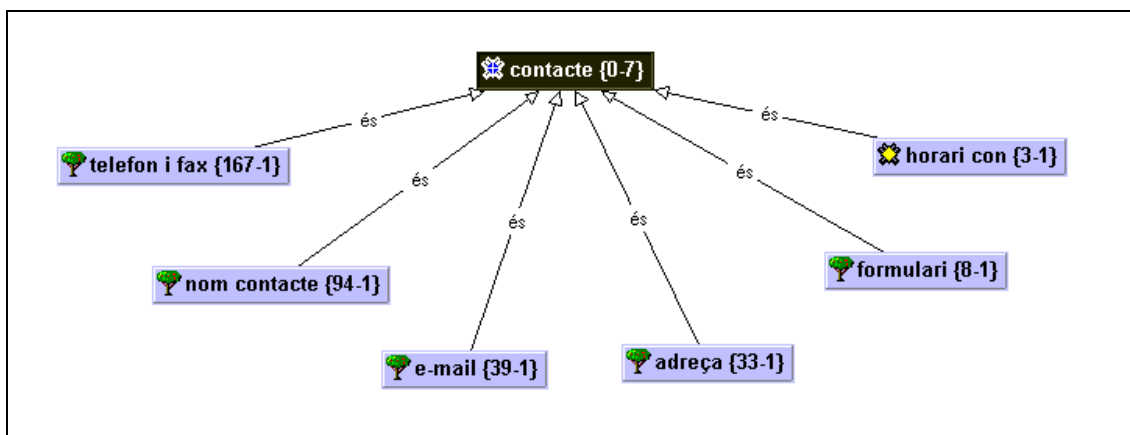 contacte {0-7}
és
és
telefon i fax {167-1}
horari con {3-1}
és
és
és
és
nom contacte {94-1}
formulari {8-1}
e-mail {39-1}
adreça {33-1}